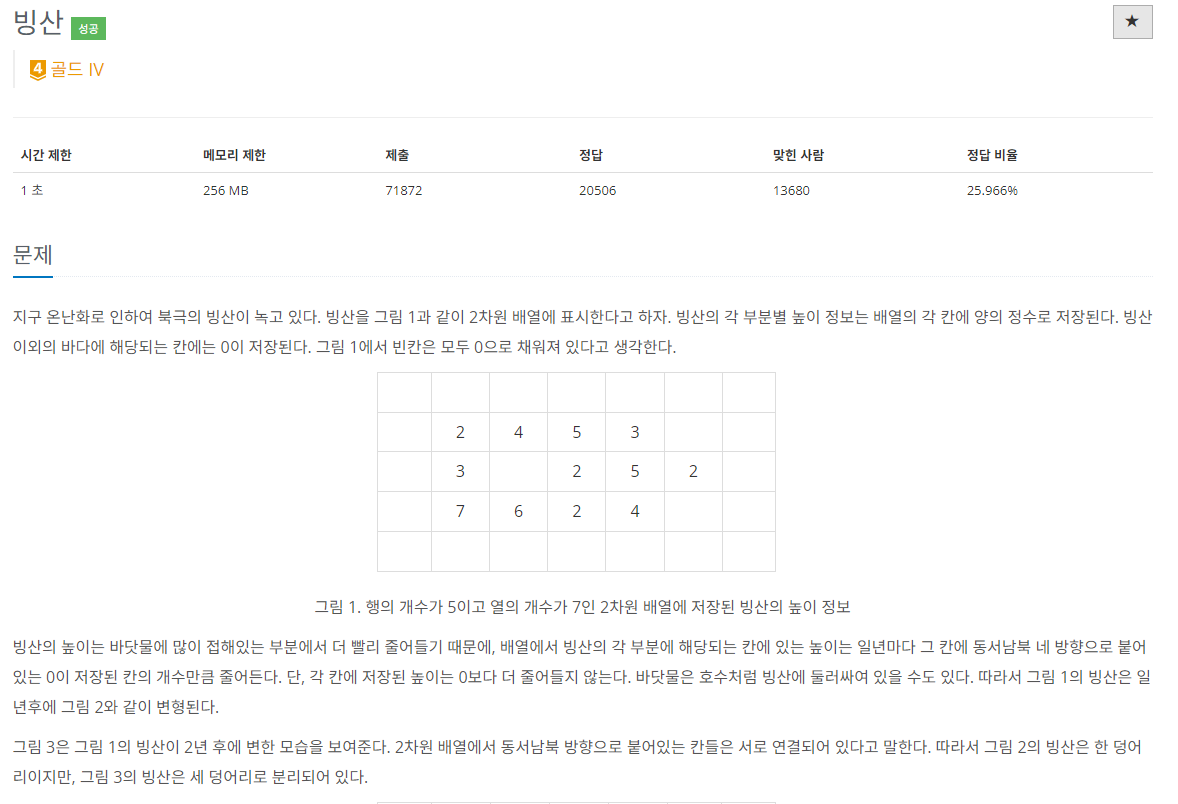 빙산 성공
★
4 골드 IV
시간 제한 메모리 제한 제출 정답 맞힌 사람 정답 비율
1 초 256 MB 71872 20506 13680 25.966%
문제
지구 온난화로 인하여 북극의 빙산이 녹고 있다. 빙산을 그림 1과 같이 2차원 배열에 표시한다고 하자. 빙산의 각 부분별 높이 정보는 배열의 각 칸에 양의 정수로 저장된다. 빙산
이외의 바다에 해당되는 칸에는 0이 저장된다. 그림 1에서 빈칸은 모두 0으로 채워져 있다고 생각한다.
2 4 5 3
3 2 5 2
7 6 2 4
그림 1. 행의 개수가 5이고 열의 개수가 7인 2차원 배열에 저장된 빙산의 높이 정보
빙산의 높이는 바닷물에 많이 접해있는 부분에서 더 빨리 줄어들기 때문에, 배열에서 빙산의 각 부분에 해당되는 칸에 있는 높이는 일년마다 그 칸에 동서남북 네 방향으로 붙어
있는 0이 저장된 칸의 개수만큼 줄어든다. 단, 각 칸에 저장된 높이는 0보다 더 줄어들지 않는다. 바닷물은 호수처럼 빙산에 둘러싸여 있을 수도 있다. 따라서 그림 1의 빙산은 일
년후에 그림 2와 같이 변형된다.
그림 3은 그림 1의 빙산이 2년 후에 변한 모습을 보여준다. 2차원 배열에서 동서남북 방향으로 붙어있는 칸들은 서로 연결되어 있다고 말한다. 따라서 그림 2의 빙산은 한 덩어
리이지만, 그림 3의 빙산은 세 덩어리로 분리되어 있다.